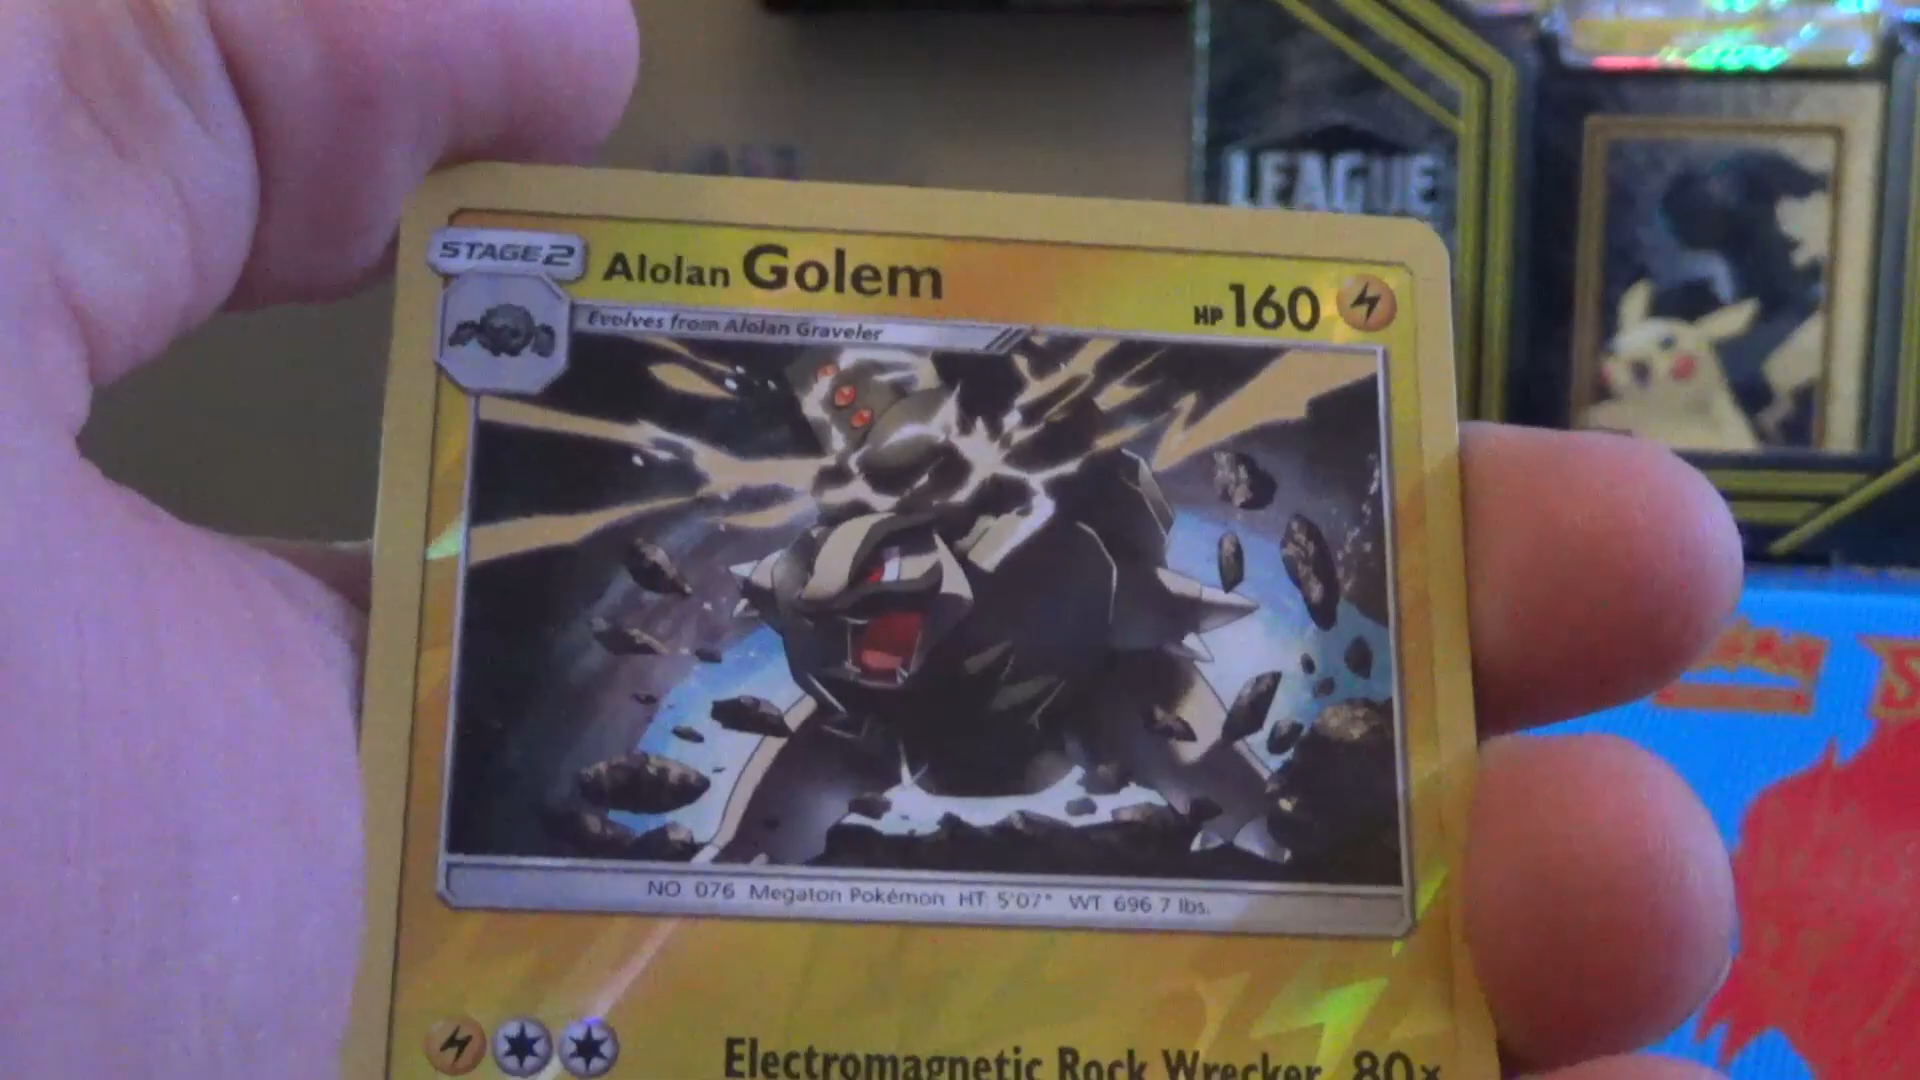 LEAGUE
STAGE 2
Alolan Golem
HP 160
Evolves from Alolan Graveler
NO. 076 Megaton Pokémon HT: 5'07" WT: 696.7 lbs.
Electromagnetic Rock Wrecker 80×